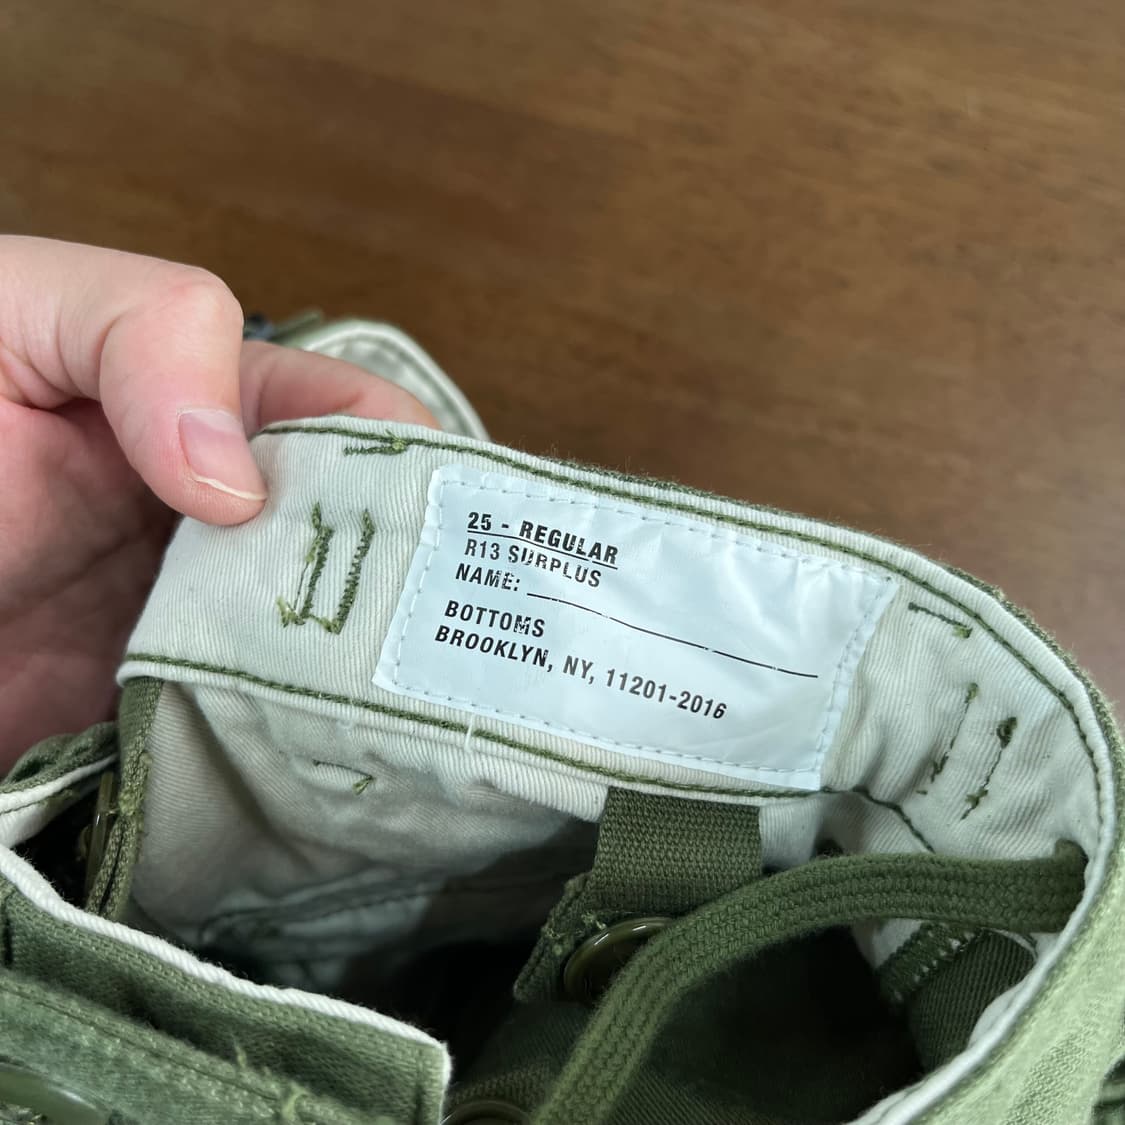 25 - REGULAR
R13 SURPLUS
NAME:
BOTTOMS
BROOKLYN, NY, 11201-2016